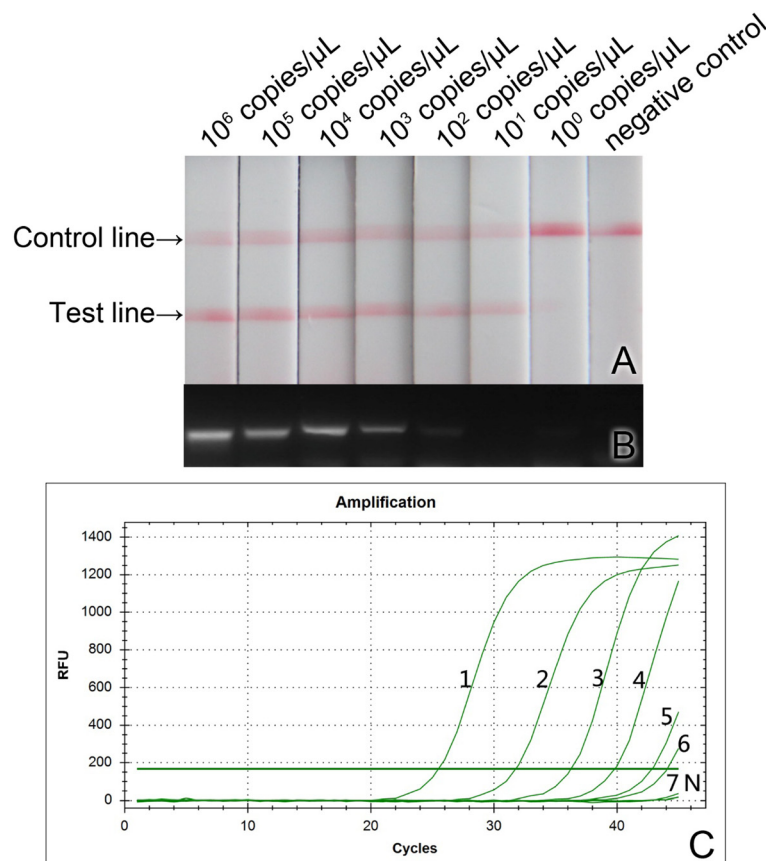 10⁶ copies/µL
10⁵ copies/µL
10⁴ copies/µL
10³ copies/µL
10² copies/µL
10¹ copies/µL
10⁰ copies/µL
negative control
Control line→
Test line→
A
B
Amplification
RFU
1400
1200
1000
800
600
400
200
0
1
2
3
4
5
6
7 N
0
10
20
30
40
Cycles
C